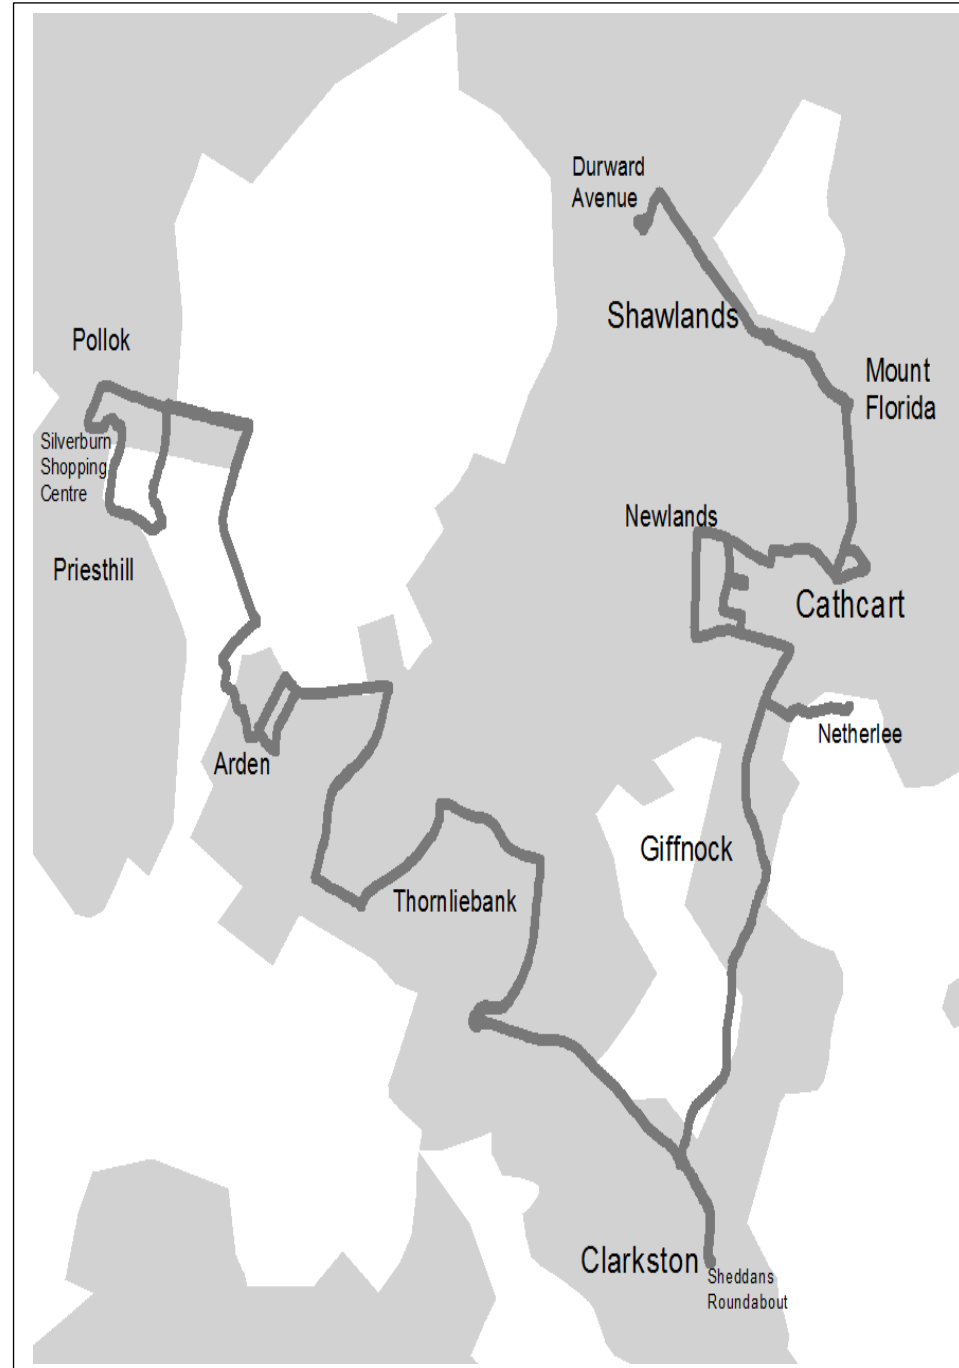 Durward
Avenue
Shawlands
Pollok
Mount
Florida
Silverburn
Shopping
Centre
Newlands
Priesthill
Cathcart
Netherlee
Arden
Giffnock
Thornliebank
Clarkston
Sheddans
Roundabout